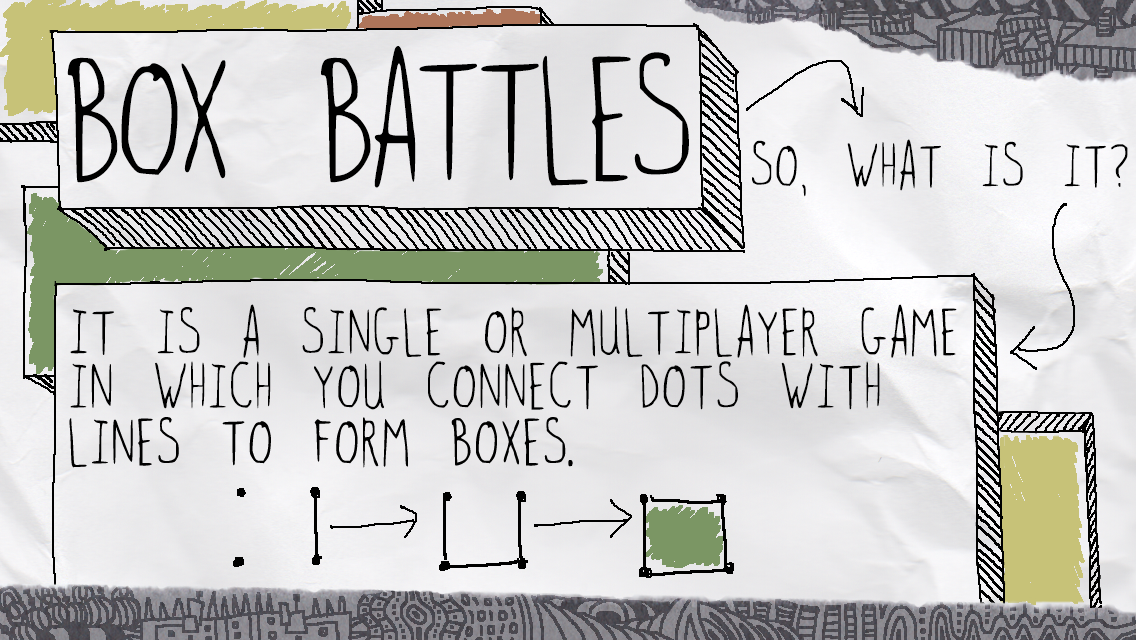 BOX BATTLES
SO, WHAT IS IT?
IT IS A SINGLE OR MULTIPLAYER GAME
IN WHICH YOU CONNECT DOTS WITH
LINES TO FORM BOXES.